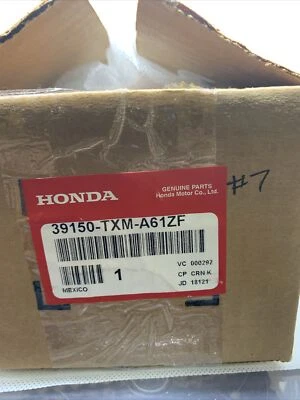 HONDA
GENUINE PARTS
Honda Motor Co., Ltd.
#7
39150-TXM-A61ZF
1
VC 000292
CP CRN K
JD 18121
MEXICO